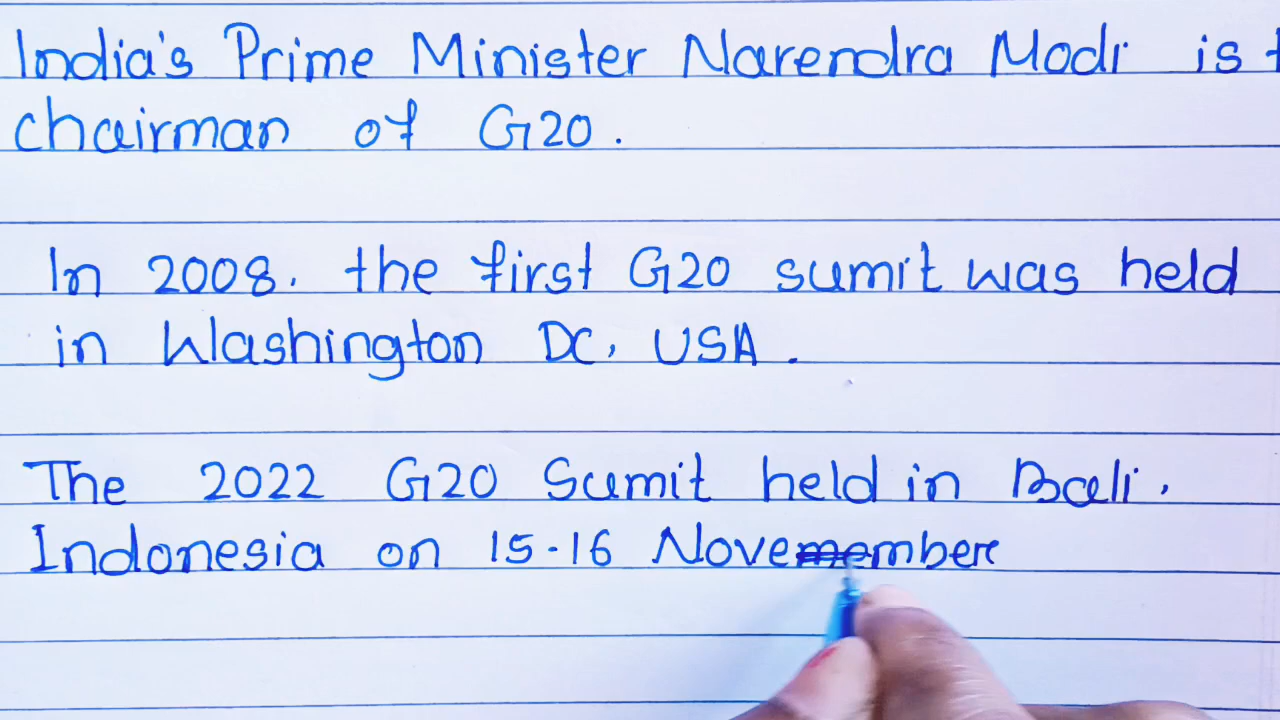 India's Prime Minister Narendra Modi is
chairman of G20.
In 2008. the first G20 sumit was held
in Washington DC, USA.
The 2022 G20 Sumit held in Bali,
Indonesia on 15-16 November